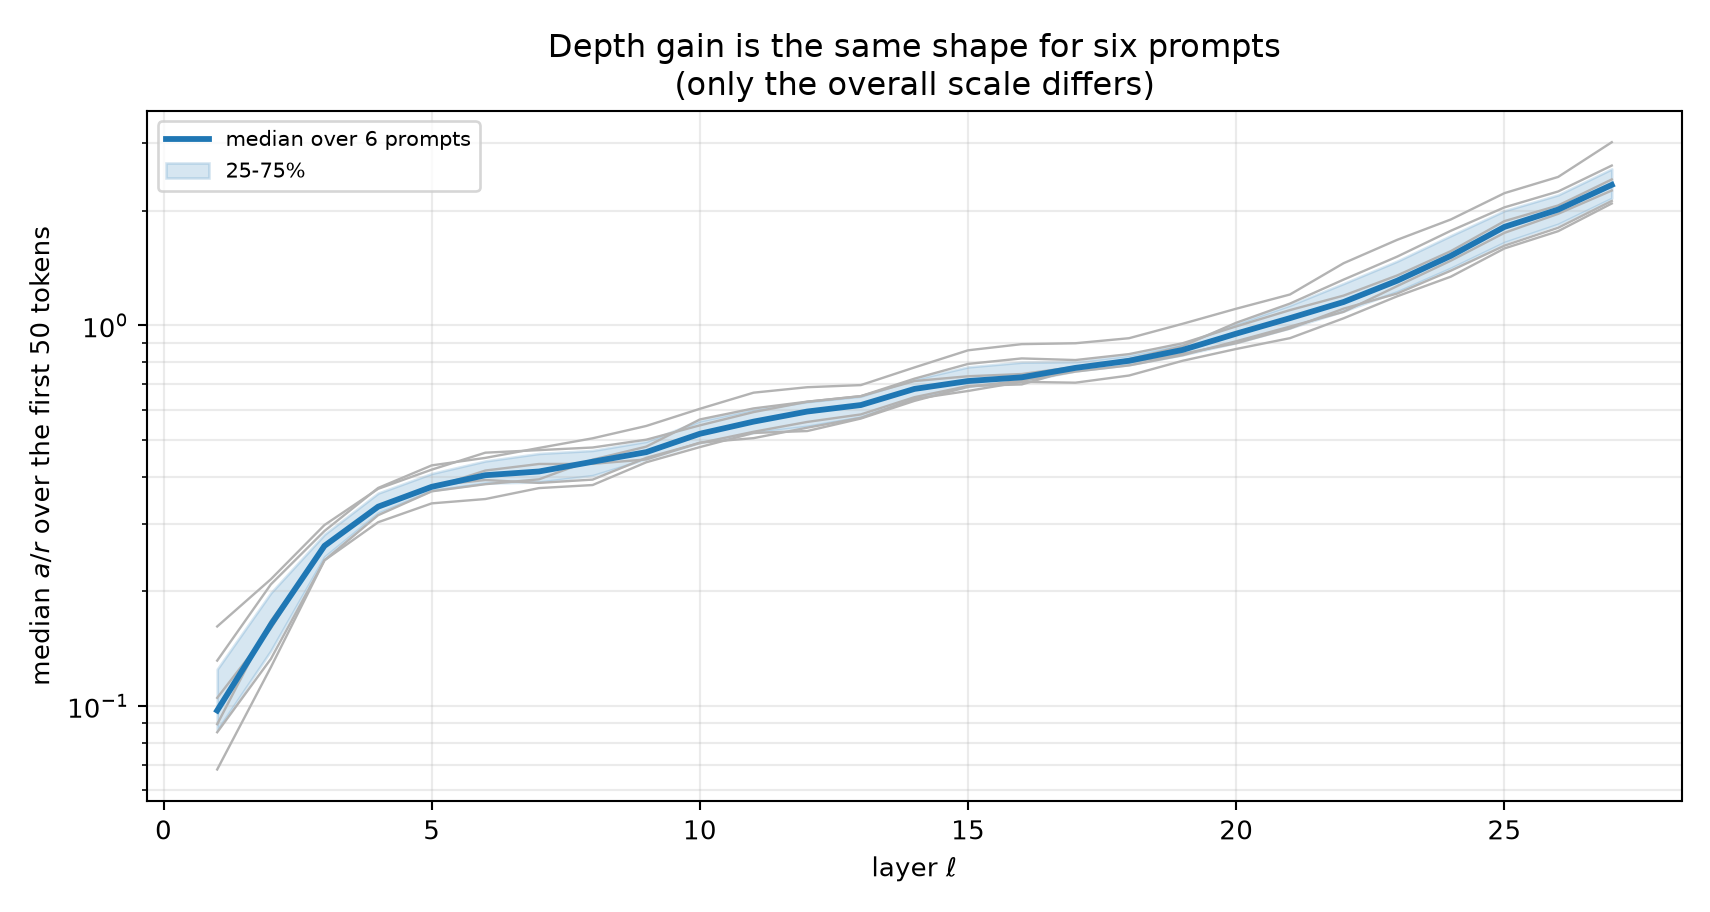 Depth gain is the same shape for six prompts
(only the overall scale differs)
median over 6 prompts
25-75%
median a/r over the first 50 tokens
10⁰
10⁻¹
0 5 10 15 20 25
layer ℓ